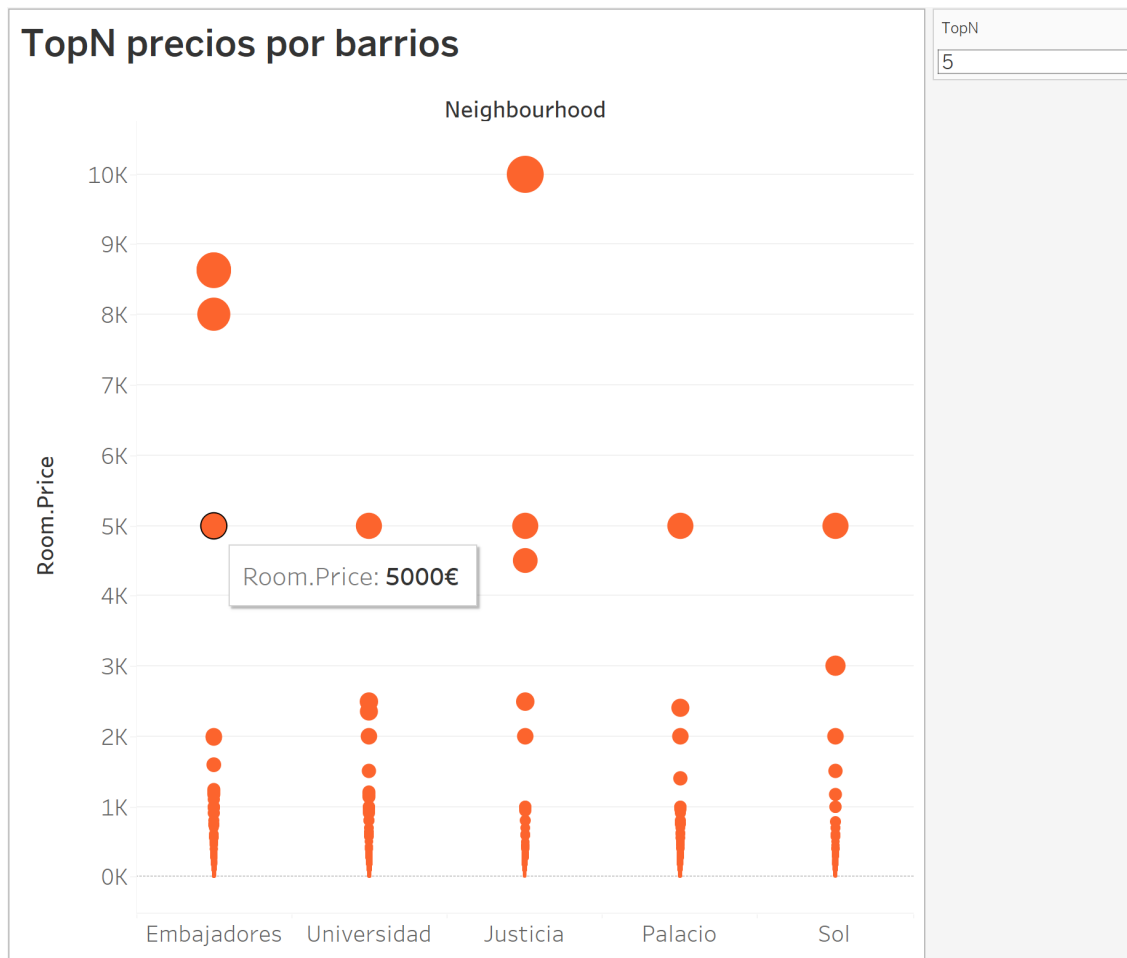 TopN precios por barrios
TopN
5
Neighbourhood
Room.Price
10K
9K
8K
7K
6K
5K
4K
3K
2K
1K
0K
Room.Price: 5000€
Embajadores
Universidad
Justicia
Palacio
Sol